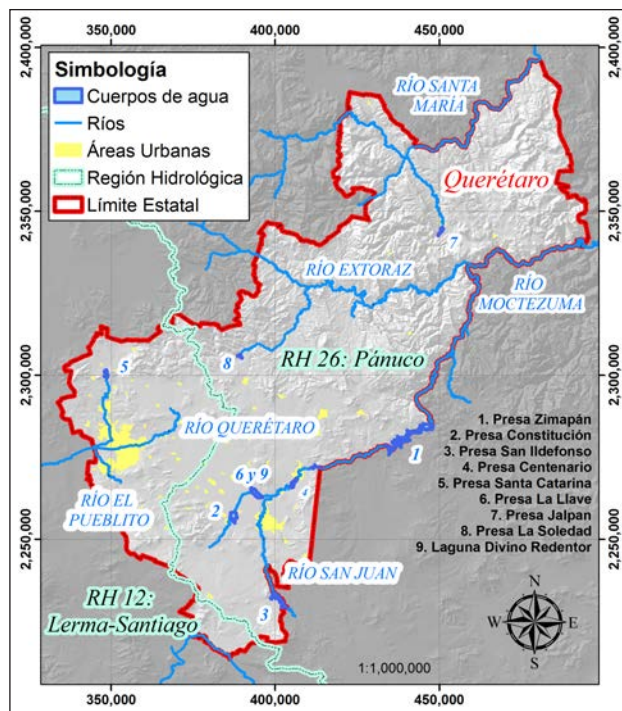 350,000 400,000 450,000
2,400,000
2,350,000
2,300,000
2,250,000
Simbología
Cuerpos de agua
Ríos
Áreas Urbanas
Región Hidrológica
Límite Estatal
RÍO SANTA
MARÍA
Querétaro
7
RÍO EXTORAZ
RÍO
MOCTEZUMA
8
RH 26: Pánuco
5
RÍO QUERÉTARO
RÍO EL
PUEBLITO
6 y 9
4
2
1
RÍO SAN JUAN
3
RH 12:
Lerma-Santiago
1. Presa Zimapán
2. Presa Constitución
3. Presa San Ildefonso
4. Presa Centenario
5. Presa Santa Catarina
6. Presa La Llave
7. Presa Jalpan
8. Presa La Soledad
9. Laguna Divino Redentor
N
W E
S
1:1,000,000
2,400,000
2,350,000
2,300,000
2,250,000
350,000 400,000 450,000